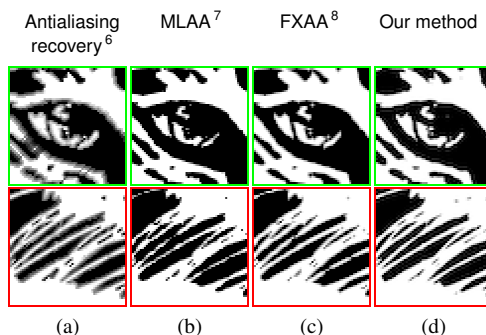 Antialiasing recovery 6
MLAA 7
FXAA 8
Our method
(a) (b) (c) (d)